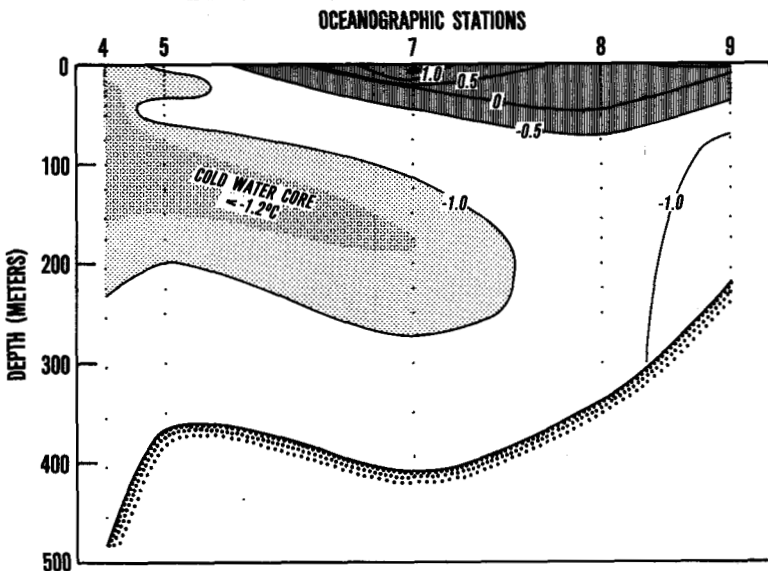 OCEANOGRAPHIC STATIONS
4 5 7 8 9
0
1.0
0.5
0
-0.5
100
COLD WATER CORE
< -1.2°C
-1.0
-1.0
200
DEPTH (METERS)
300
400
500